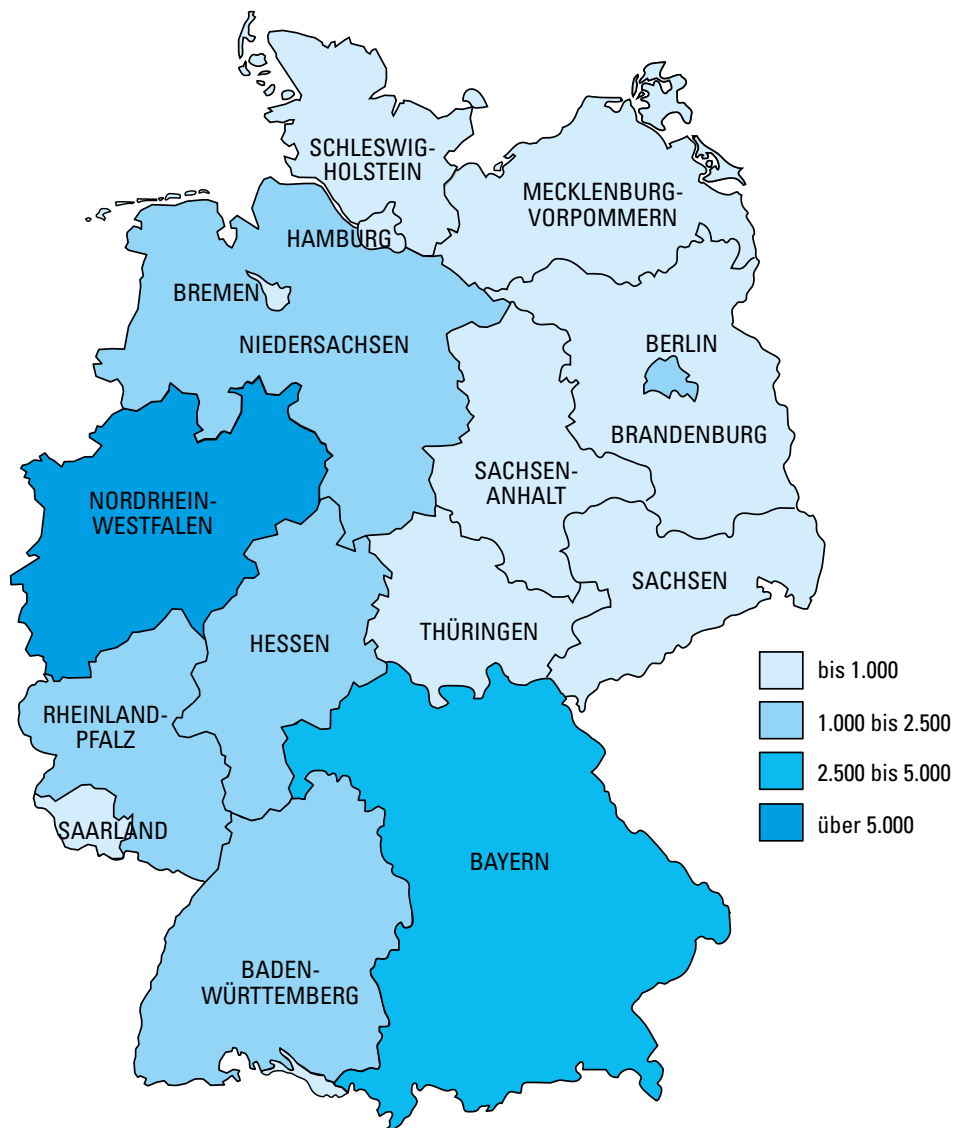 SCHLESWIG-
HOLSTEIN
MECKLENBURG-
VORPOMMERN
HAMBURG
BREMEN
NIEDERSACHSEN
BERLIN
BRANDENBURG
SACHSEN-
ANHALT
NORDRHEIN-
WESTFALEN
SACHSEN
THÜRINGEN
HESSEN
RHEINLAND-
PFALZ
SAARLAND
BAYERN
BADEN-
WÜRTTEMBERG
bis 1.000
1.000 bis 2.500
2.500 bis 5.000
über 5.000